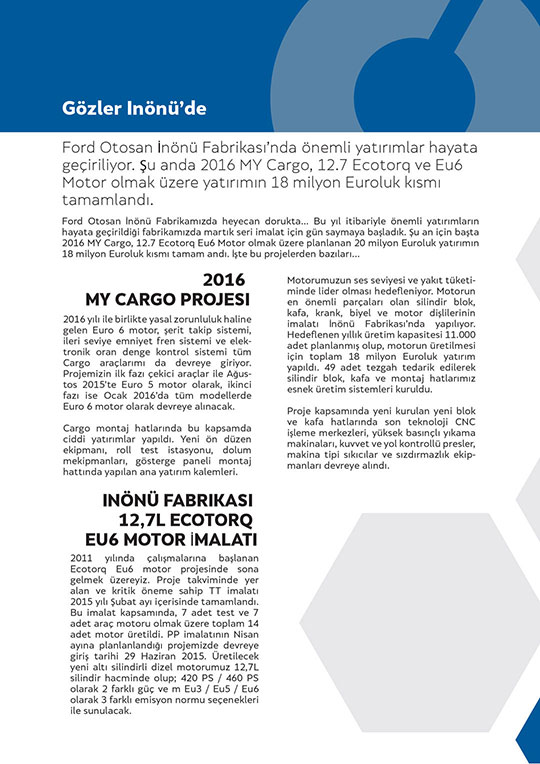 Gözler Inönü’de
Ford Otosan İnönü Fabrikası’nda önemli yatırımlar hayata
geçiriliyor. Şu anda 2016 MY Cargo, 12.7 Ecotorq ve Eu6
Motor olmak üzere yatırımın 18 milyon Euroluk kısmı
tamamlandı.
Ford Otosan Inönü Fabrikamızda heyecan dorukta... Bu yıl itibariyle önemli yatırımların
hayata geçirildiği fabrikamızda martık seri imalat için gün saymaya başladık. Şu an için başta
2016 MY Cargo, 12.7 Ecotorq Eu6 Motor olmak üzere planlanan 20 milyon Euroluk yatırımın
18 milyon Euroluk kısmı tamam andı. İşte bu projelerden bazıları...
2016
MY CARGO PROJESI
2016 yılı ile birlikte yasal zorunluluk haline
gelen Euro 6 motor, şerit takip sistemi,
ileri seviye emniyet fren sistemi ve elek-
tronik oran denge kontrol sistemi tüm
Cargo araçlarımı da devreye giriyor.
Projemizin ilk fazı çekici araçlar ile Ağus-
tos 2015'te Euro 5 motor olarak, ikinci
fazı ise Ocak 2016'da tüm modellerde
Euro 6 motor olarak devreye alınacak.
Cargo montaj hatlarında bu kapsamda
ciddi yatırımlar yapıldı. Yeni ön düzen
ekipmanı, roll test istasyonu, dolum
mekipmanları, gösterge paneli montaj
hattında yapılan ana yatırım kalemleri.
INÖNÜ FABRIKASI
12,7L ECOTORQ
EU6 MOTOR İMALATI
2011 yılında çalışmalarına başlanan
Ecotorq Eu6 motor projesinde sona
gelmek üzereyiz. Proje takviminde yer
alan ve kritik öneme sahip TT imalatı
2015 yılı Şubat ayı içerisinde tamamlandı.
Bu imalat kapsamında, 7 adet test ve 7
adet araç motoru olmak üzere toplam 14
adet motor üretildi. PP imalatının Nisan
ayına planlanlandığı projemizde devreye
giriş tarihi 29 Haziran 2015. Üretilecek
yeni altı silindirli dizel motorumuz 12,7L
silindir hacminde olup; 420 PS / 460 PS
olarak 2 farklı güç ve m Eu3 / Eu5 / Eu6
olarak 3 farklı emisyon normu seçenekleri
ile sunulacak.
Motorumuzun ses seviyesi ve yakıt tüketi-
minde lider olması hedefleniyor. Motorun
en önemli parçaları olan silindir blok,
kafa, krank, biyel ve motor dişlilerinin
imalatı Inönü Fabrikası'nda yapılıyor.
Hedeflenen yıllık üretim kapasitesi 11.000
adet planlanmış olup, motorun üretilmesi
için toplam 18 milyon Euroluk yatırım
yapıldı. 49 adet tezgah tedarik edilerek
silindir blok, kafa ve montaj hatlarımız
esnek üretim sistemleri kuruldu.
Proje kapsamında yeni kurulan yeni blok
ve kafa hatlarında son teknoloji CNC
işleme merkezleri, yüksek basınçlı yıkama
makinaları, kuvvet ve yol kontrollü presler,
makina tipi sıkıcılar ve sızdırmazlık ekip-
manları devreye alındı.